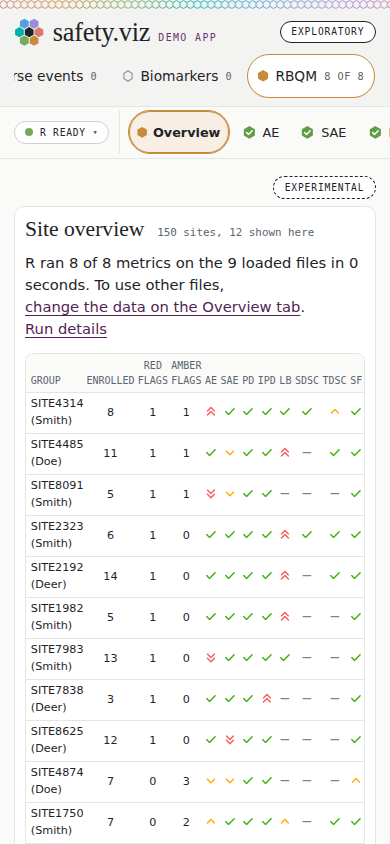 safety.viz DEMO APP
EXPLORATORY
rse events 0
Biomarkers 0
RBQM 8 OF 8
R READY ▾
Overview
AE
SAE
EXPERIMENTAL
Site overview 150 sites, 12 shown here
R ran 8 of 8 metrics on the 9 loaded files in 0
seconds. To use other files,
change the data on the Overview tab.
Run details
GROUP ENROLLED RED FLAGS AMBER FLAGS AE SAE PD IPD LB SDSC TDSC SF
SITE4314 (Smith) 8 1 1
SITE4485 (Doe) 11 1 1 –
SITE8091 (Smith) 5 1 1 – – –
SITE2323 (Smith) 6 1 0
SITE2192 (Deer) 14 1 0 –
SITE1982 (Smith) 5 1 0 – –
SITE7983 (Smith) 13 1 0 – –
SITE7838 (Deer) 3 1 0 – – –
SITE8625 (Deer) 12 1 0 – – –
SITE4874 (Doe) 7 0 3 – – –
SITE1750 (Smith) 7 0 2 –